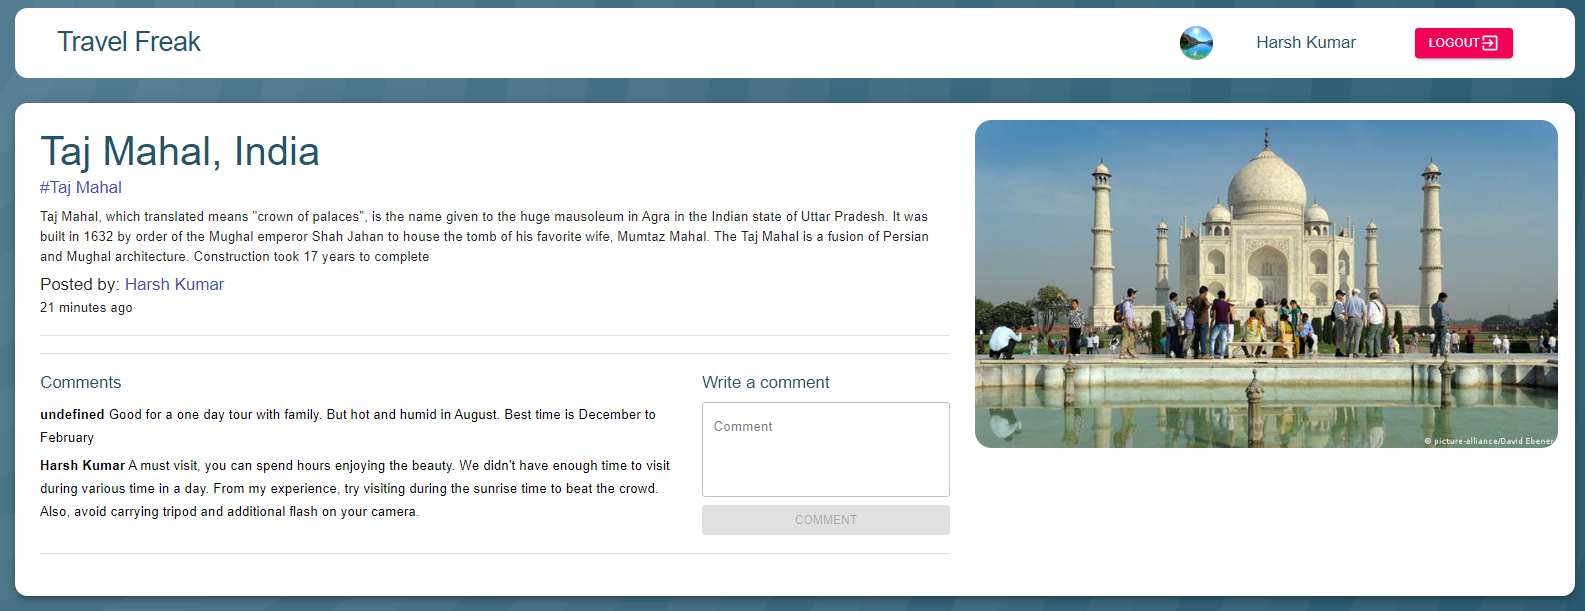 Travel Freak
Harsh Kumar
LOGOUT
Taj Mahal, India
#Taj Mahal
Taj Mahal, which translated means "crown of palaces", is the name given to the huge mausoleum in Agra in the Indian state of Uttar Pradesh. It was
built in 1632 by order of the Mughal emperor Shah Jahan to house the tomb of his favorite wife, Mumtaz Mahal. The Taj Mahal is a fusion of Persian
and Mughal architecture. Construction took 17 years to complete
Posted by: Harsh Kumar
21 minutes ago
Comments
undefined Good for a one day tour with family. But hot and humid in August. Best time is December to
February
Harsh Kumar A must visit, you can spend hours enjoying the beauty. We didn't have enough time to visit
during various time in a day. From my experience, try visiting during the sunrise time to beat the crowd.
Also, avoid carrying tripod and additional flash on your camera.
Write a comment
Comment
COMMENT
© picture-alliance/David Ebener